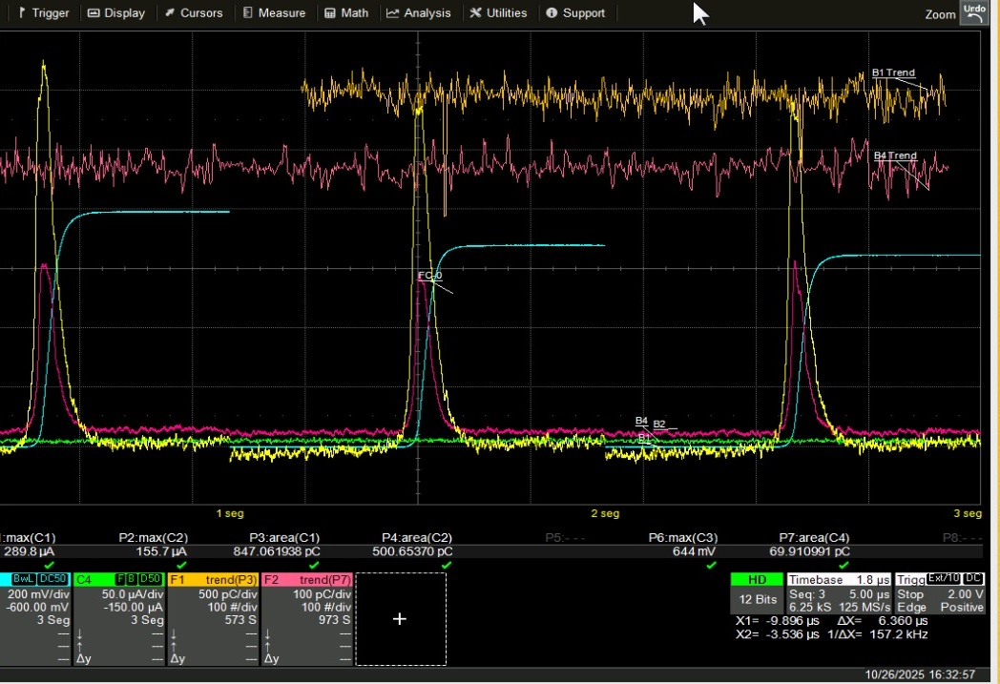 Trigger Display Cursors Measure Math Analysis Utilities Support Zoom Undo
B1 Trend
B4 Trend
FC-0
B4 B2
B1
1 seg 2 seg 3 seg
:max(C1) P2:max(C2) P3:area(C1) P4:area(C2) P5:--- P6:max(C3) P7:area(C4) P8:---
289.8 µA 155.7 µA 847.061938 pC 500.65370 pC 644 mV 69.910991 pC
BwL DC50 C4 F B D50 F1 trend(P3) F2 trend(P7) HD Timebase 1.8 µs Trigg Ext/10 DC
200 mV/div 50.0 µA/div 500 pC/div 100 pC/div 12 Bits Seq: 3 5.00 µs Stop 2.00 V
-600.00 mV -150.00 µA 100 #/div 100 #/div 6.25 kS 125 MS/s Edge Positive
3 Seg 3 Seg 573 S 973 S
X1= -9.896 µs ΔX= 6.360 µs
X2= -3.536 µs 1/ΔX= 157.2 kHz
--- ↓ --- ↓ --- ↓ ---
--- ↑ --- ↑ --- ↑ ---
--- Δy --- Δy --- Δy ---
+
10/26/2025 16:32:57